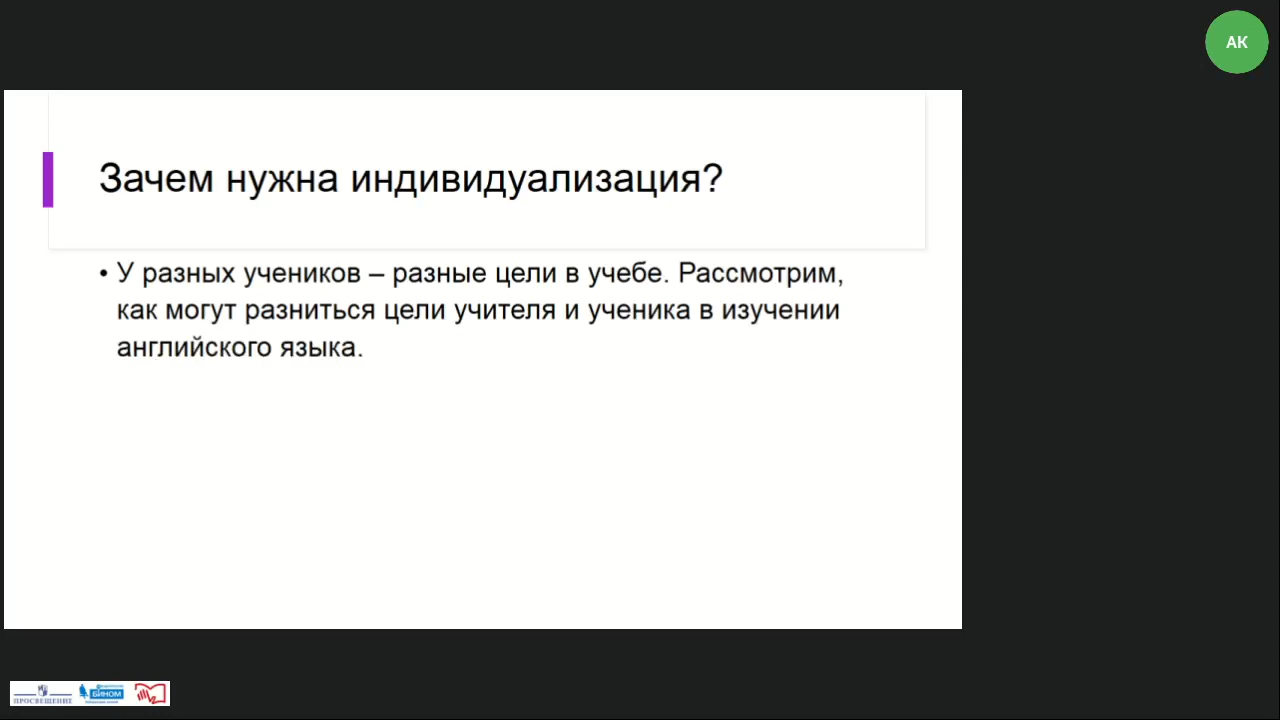 АК
Зачем нужна индивидуализация?
• У разных учеников – разные цели в учебе. Рассмотрим,
как могут разниться цели учителя и ученика в изучении
английского языка.
ПРОСВЕЩЕНИЕ
БИНОМ